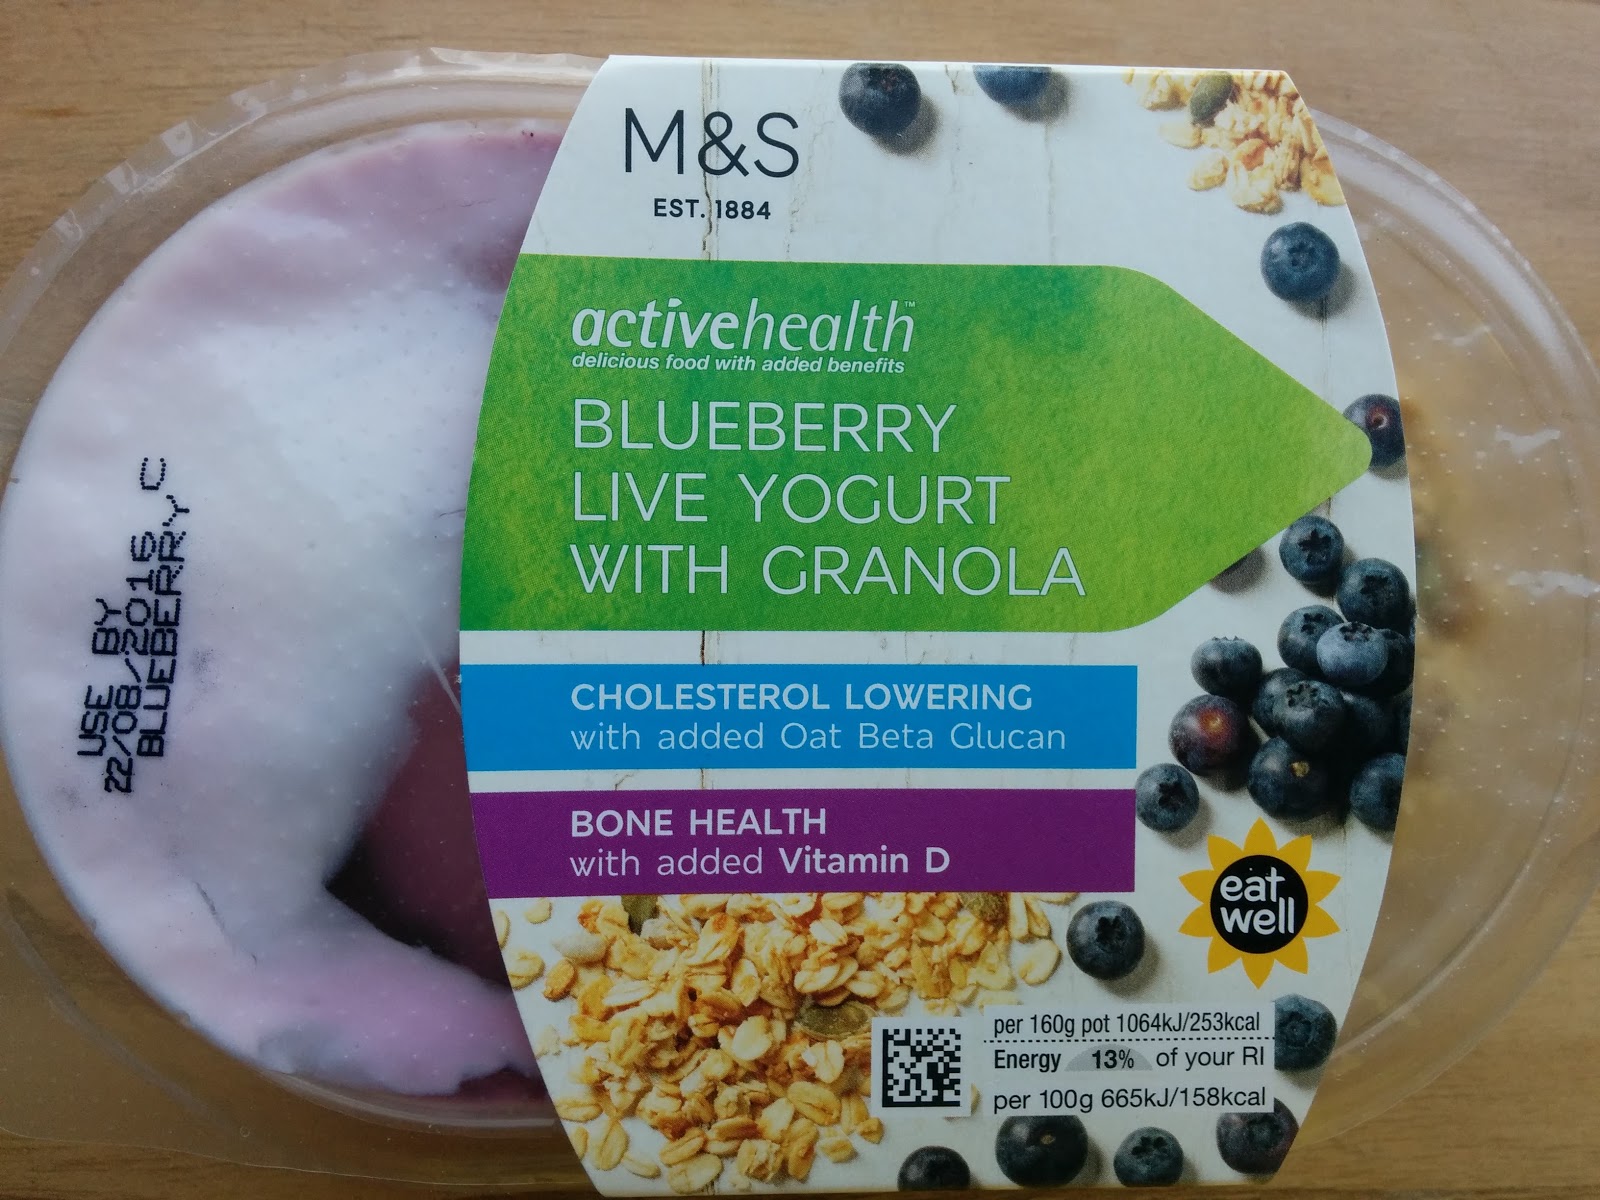 M&S
EST. 1884
activehealth™
delicious food with added benefits
BLUEBERRY
LIVE YOGURT
WITH GRANOLA
CHOLESTEROL LOWERING
with added Oat Beta Glucan
BONE HEALTH
with added Vitamin D
eat
well
per 160g pot 1064kJ/253kcal
Energy 13% of your RI
per 100g 665kJ/158kcal
USE BY
22/08/2016 C
BLUEBERRY